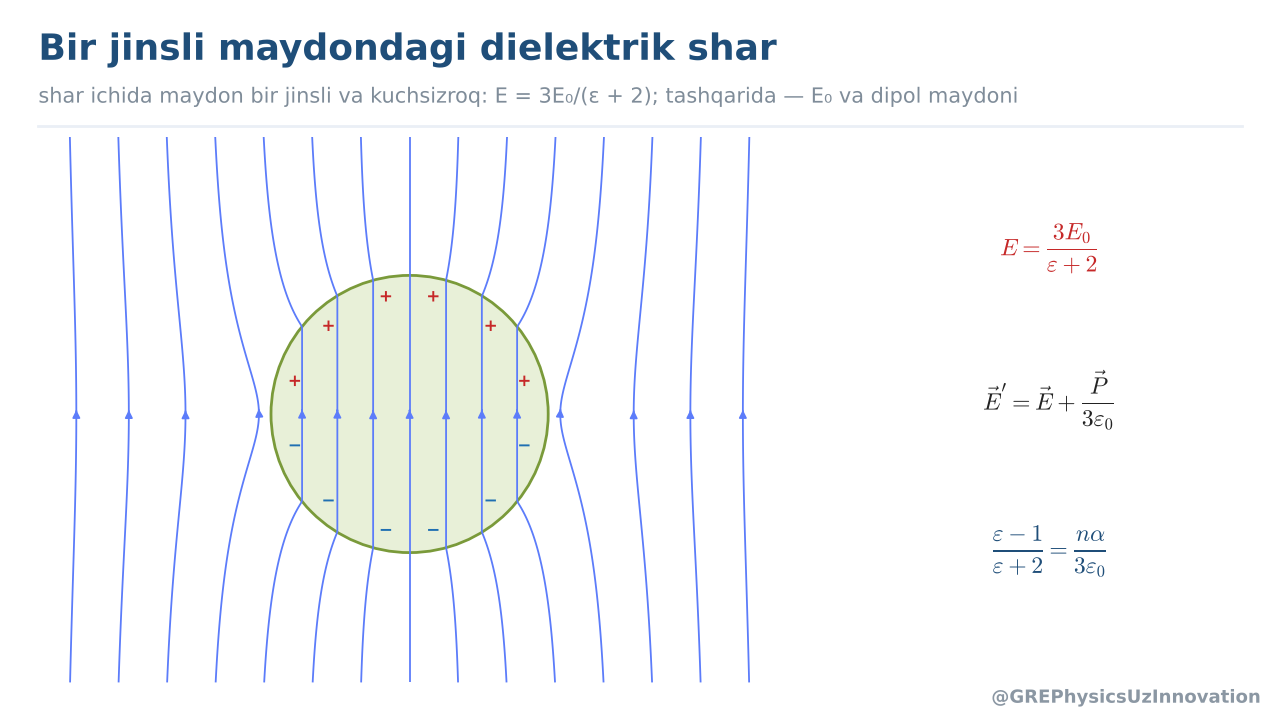 Bir jinsli maydondagi dielektrik shar
shar ichida maydon bir jinsli va kuchsizroq: E = 3E₀/(ε + 2); tashqarida — E₀ va dipol maydoni
E = 3E₀/(ε + 2)
+ +
+ +
+ +
E⃗′ = E⃗ + P⃗/(3ε₀)
− −
− −
− −
(ε − 1)/(ε + 2) = nα/(3ε₀)
@GREPhysicsUzInnovation